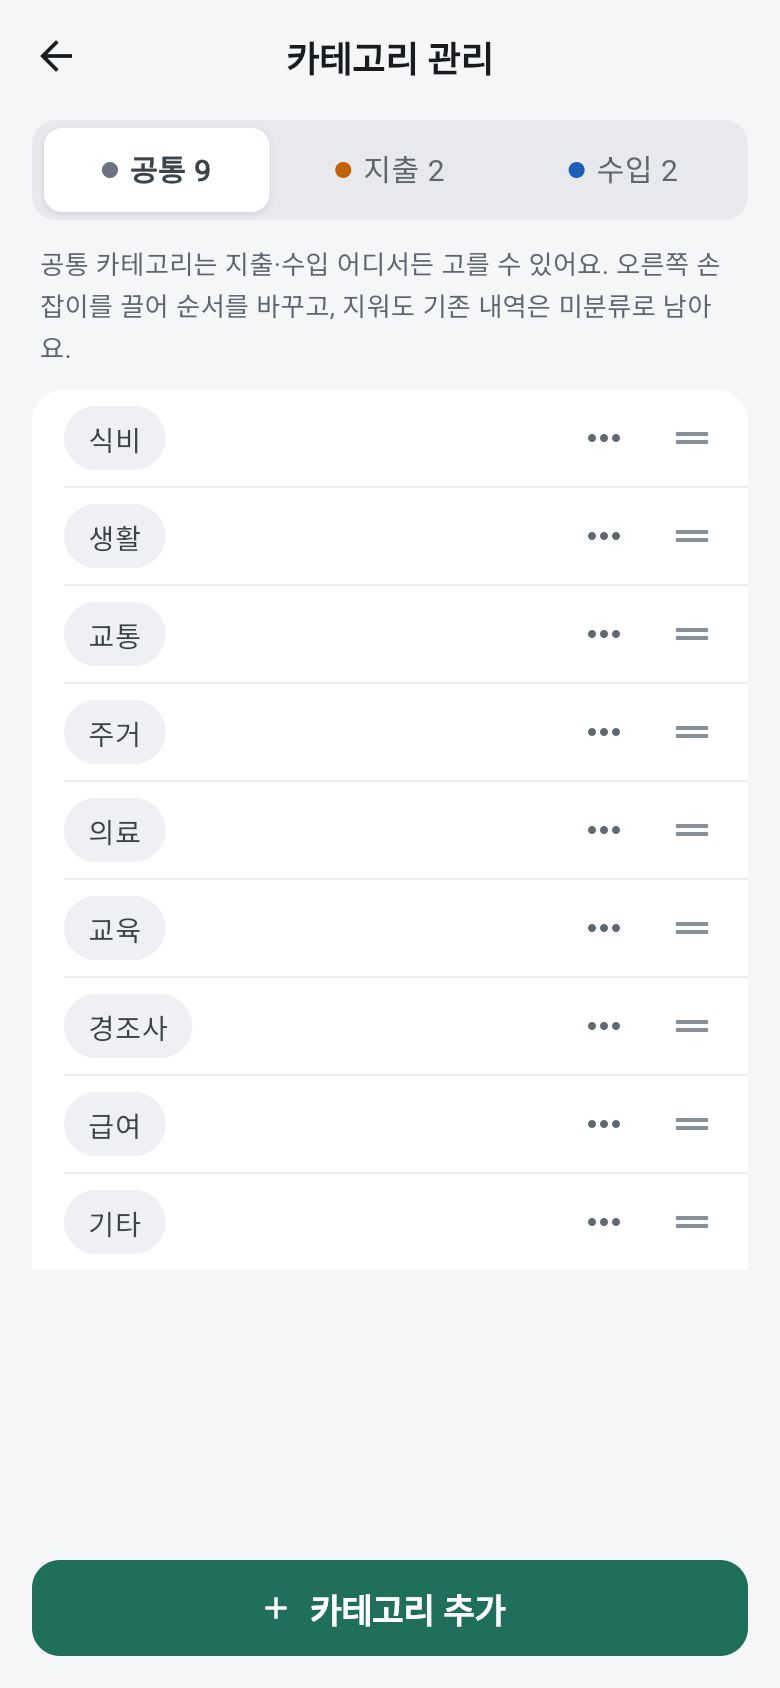 카테고리 관리
공통 9
지출 2
수입 2
공통 카테고리는 지출·수입 어디서든 고를 수 있어요. 오른쪽 손
잡이를 끌어 순서를 바꾸고, 지워도 기존 내역은 미분류로 남아
요.
식비
생활
교통
주거
의료
교육
경조사
급여
기타
+ 카테고리 추가